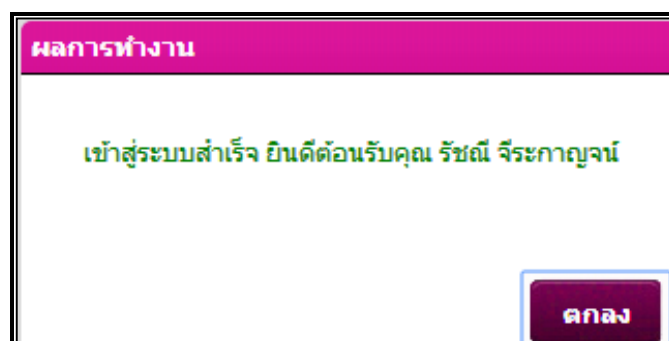 ผลการทำงาน
เข้าสู่ระบบสำเร็จ ยินดีต้อนรับคุณ รัชณี จีระกาญจน์
ตกลง